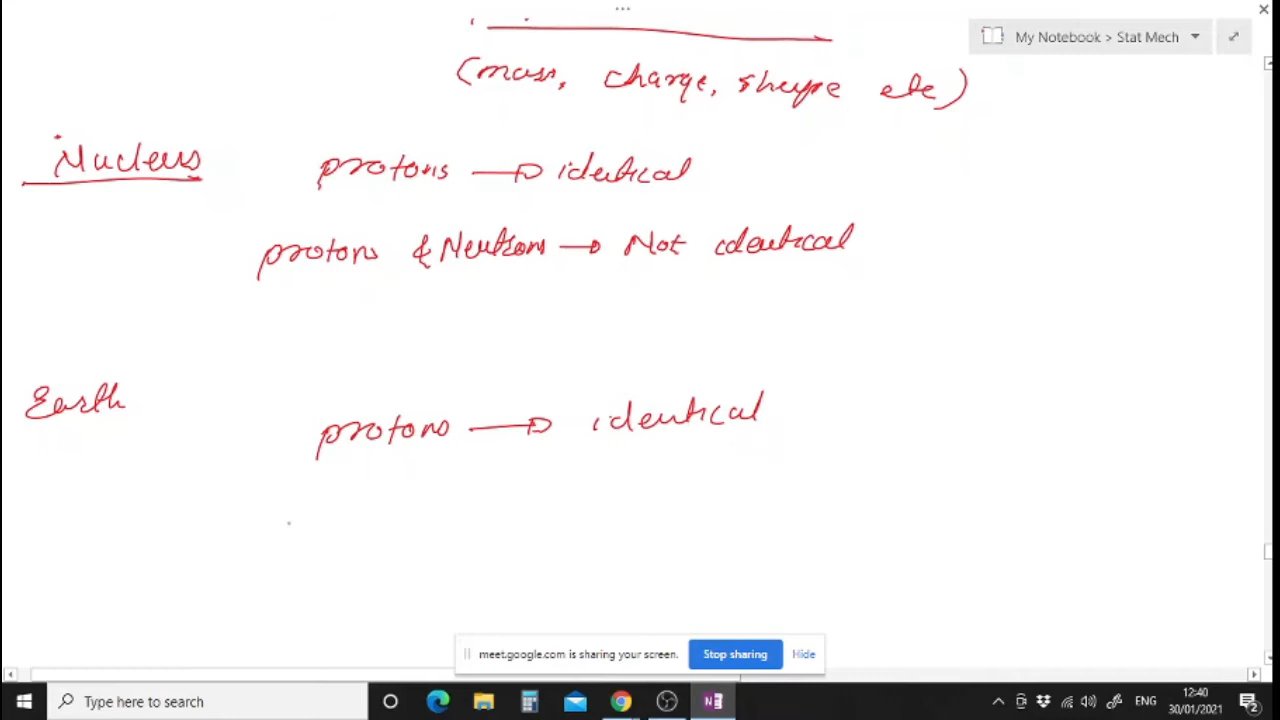 My Notebook > Stat Mech
(mass, charge, shape etc)
Nucleus protons → identical
protons & Neutrons → Not identical
Earth protons → identical
meet.google.com is sharing your screen. Stop sharing Hide
Type here to search
ENG
12:40
30/01/2021
2